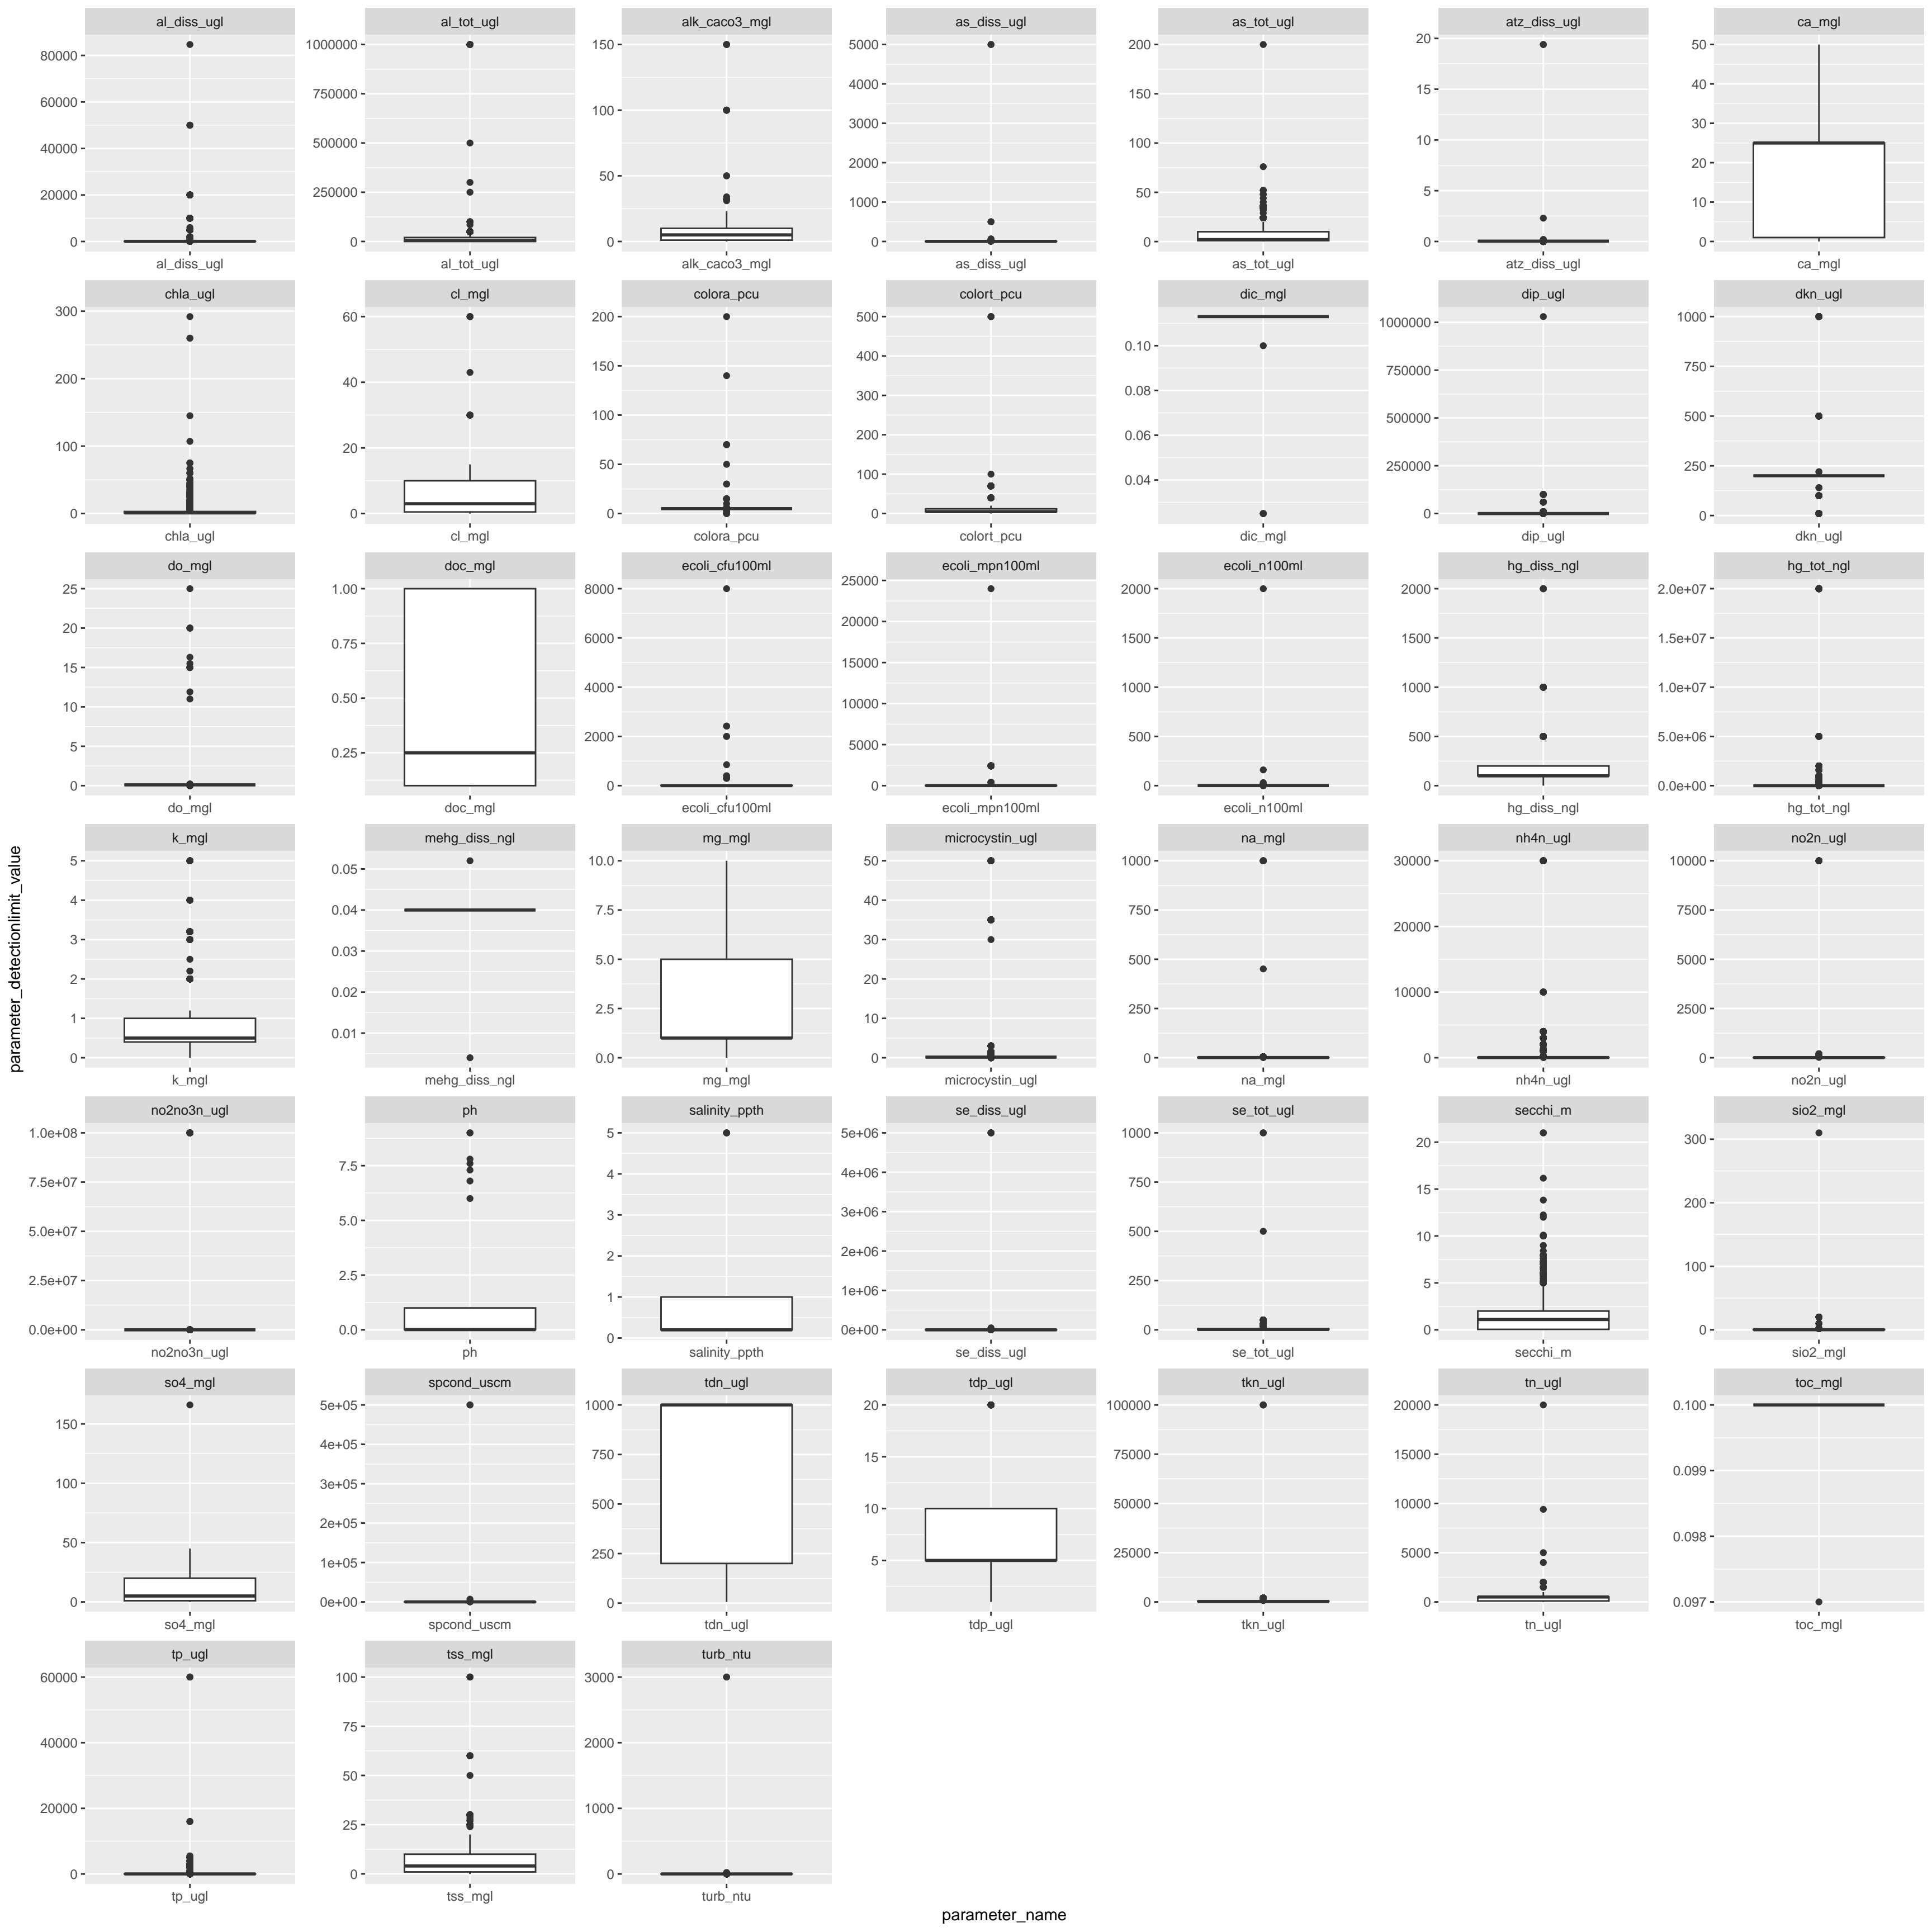 al_diss_ugl al_tot_ugl alk_caco3_mgl as_diss_ugl as_tot_ugl atz_diss_ugl ca_mgl
80000 60000 40000 20000 0
1000000 750000 500000 250000 0
150 100 50 0
5000 4000 3000 2000 1000 0
200 150 100 50 0
20 15 10 5 0
50 40 30 20 10 0
al_diss_ugl al_tot_ugl alk_caco3_mgl as_diss_ugl as_tot_ugl atz_diss_ugl ca_mgl
chla_ugl cl_mgl colora_pcu colort_pcu dic_mgl dip_ugl dkn_ugl
300 200 100 0
60 40 20 0
200 150 100 50 0
500 400 300 200 100 0
0.10 0.08 0.06 0.04
1000000 750000 500000 250000 0
1000 750 500 250 0
chla_ugl cl_mgl colora_pcu colort_pcu dic_mgl dip_ugl dkn_ugl
do_mgl doc_mgl ecoli_cfu100ml ecoli_mpn100ml ecoli_n100ml hg_diss_ngl hg_tot_ngl
25 20 15 10 5 0
1.00 0.75 0.50 0.25
8000 6000 4000 2000 0
25000 20000 15000 10000 5000 0
2000 1500 1000 500 0
2000 1500 1000 500 0
2.0e+07 1.5e+07 1.0e+07 5.0e+06 0.0e+00
do_mgl doc_mgl ecoli_cfu100ml ecoli_mpn100ml ecoli_n100ml hg_diss_ngl hg_tot_ngl
parameter_detectionlimit_value
k_mgl mehg_diss_ngl mg_mgl microcystin_ugl na_mgl nh4n_ugl no2n_ugl
5 4 3 2 1 0
0.05 0.04 0.03 0.02 0.01
10.0 7.5 5.0 2.5 0.0
50 40 30 20 10 0
1000 750 500 250 0
30000 20000 10000 0
10000 7500 5000 2500 0
k_mgl mehg_diss_ngl mg_mgl microcystin_ugl na_mgl nh4n_ugl no2n_ugl
no2no3n_ugl ph salinity_ppth se_diss_ugl se_tot_ugl secchi_m sio2_mgl
1.0e+08 7.5e+07 5.0e+07 2.5e+07 0.0e+00
7.5 5.0 2.5 0.0
5 4 3 2 1 0
5e+06 4e+06 3e+06 2e+06 1e+06 0e+00
1000 750 500 250 0
20 15 10 5 0
300 200 100 0
no2no3n_ugl ph salinity_ppth se_diss_ugl se_tot_ugl secchi_m sio2_mgl
so4_mgl spcond_uscm tdn_ugl tdp_ugl tkn_ugl tn_ugl toc_mgl
150 100 50 0
5e+05 4e+05 3e+05 2e+05 1e+05 0e+00
1000 750 500 250 0
20 15 10 5
100000 75000 50000 25000 0
20000 15000 10000 5000 0
0.100 0.099 0.098 0.097
so4_mgl spcond_uscm tdn_ugl tdp_ugl tkn_ugl tn_ugl toc_mgl
tp_ugl tss_mgl turb_ntu
60000 40000 20000 0
100 75 50 25 0
3000 2000 1000 0
tp_ugl tss_mgl turb_ntu
parameter_name